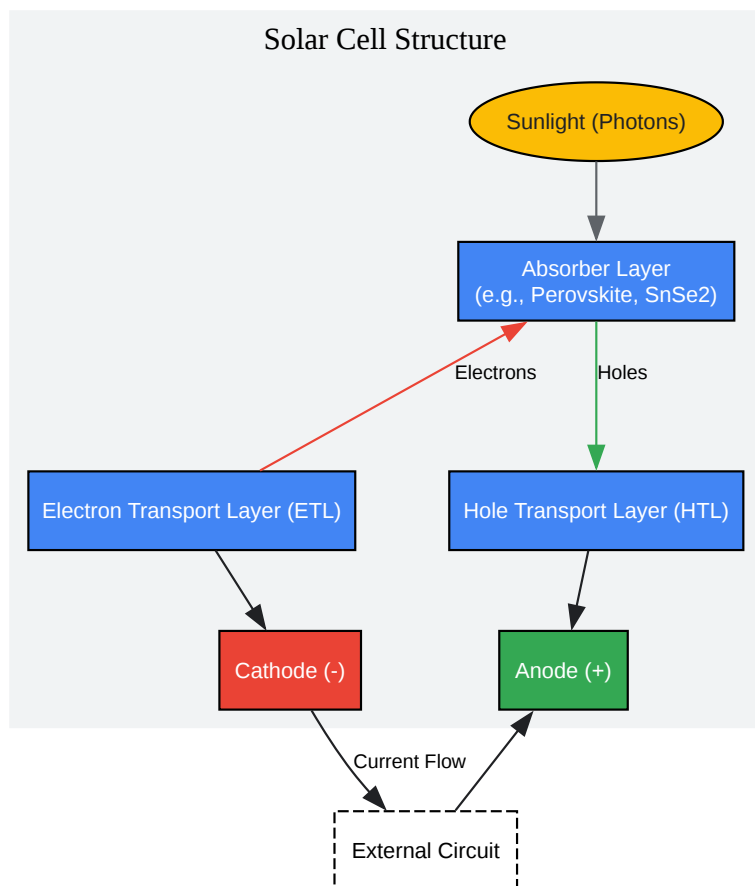 Solar Cell Structure
Sunlight (Photons)
Absorber Layer
(e.g., Perovskite, SnSe2)
Electrons
Holes
Electron Transport Layer (ETL)
Hole Transport Layer (HTL)
Cathode (-)
Anode (+)
Current Flow
External Circuit